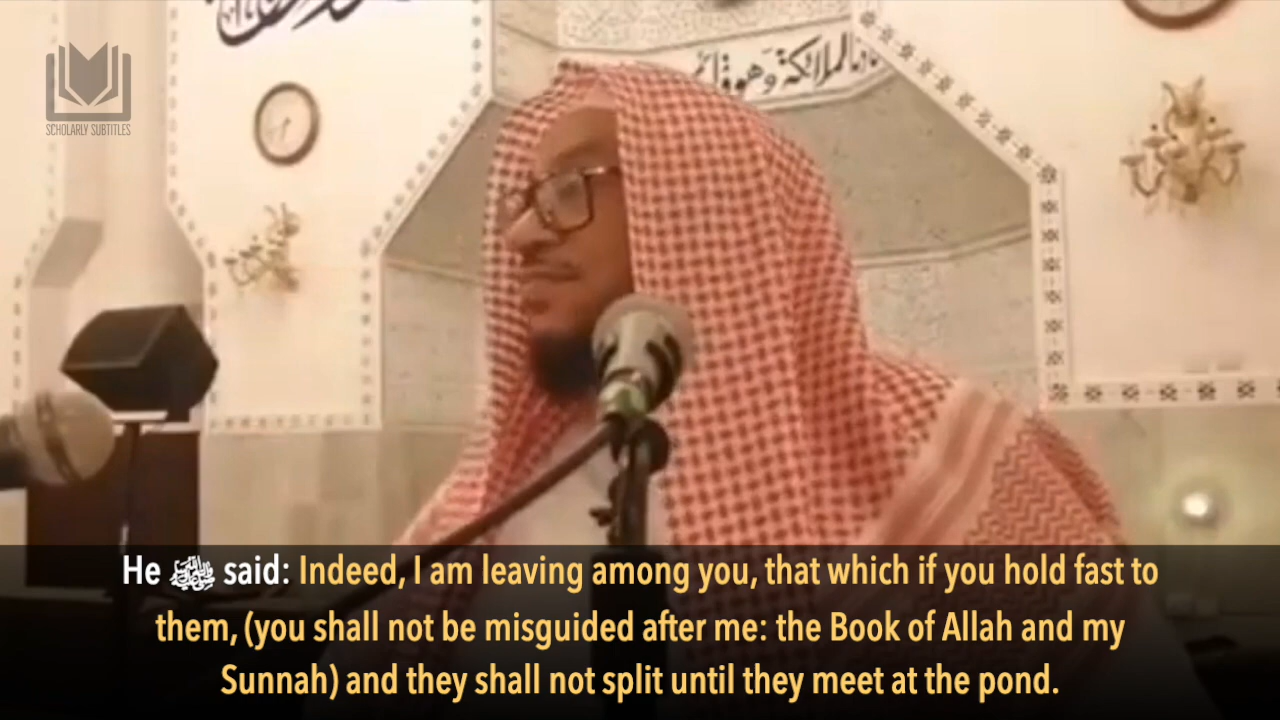 SCHOLARLY SUBTITLES
He ﷺ said: Indeed, I am leaving among you, that which if you hold fast to
them, (you shall not be misguided after me: the Book of Allah and my
Sunnah) and they shall not split until they meet at the pond.